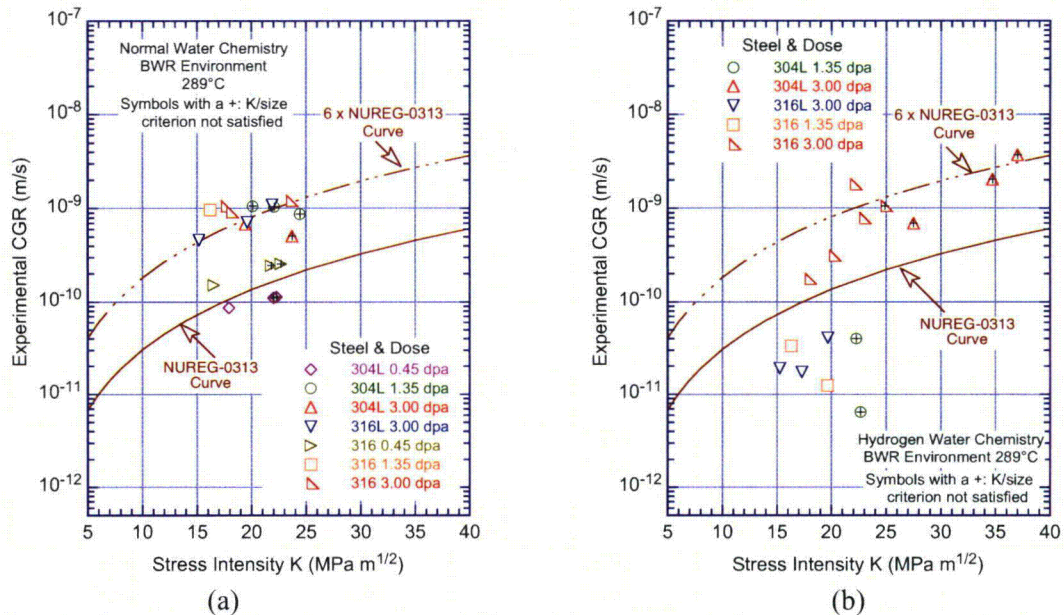 10⁻⁷
10⁻⁸
10⁻⁹
10⁻¹⁰
10⁻¹¹
10⁻¹²
Experimental CGR (m/s)
Normal Water Chemistry
BWR Environment
289°C
Symbols with a +: K/size
criterion not satisfied
6 x NUREG-0313
Curve
NUREG-0313
Curve
Steel & Dose
304L 0.45 dpa
304L 1.35 dpa
304L 3.00 dpa
316L 3.00 dpa
316 0.45 dpa
316 1.35 dpa
316 3.00 dpa
5 10 15 20 25 30 35 40
Stress Intensity K (MPa m^1/2)
(a)
10⁻⁷
10⁻⁸
10⁻⁹
10⁻¹⁰
10⁻¹¹
10⁻¹²
Experimental CGR (m/s)
Steel & Dose
304L 1.35 dpa
304L 3.00 dpa
316L 3.00 dpa
316 1.35 dpa
316 3.00 dpa
6 x NUREG-0313
Curve
NUREG-0313
Curve
Hydrogen Water Chemistry
BWR Environment 289°C
Symbols with a +: K/size
criterion not satisfied
5 10 15 20 25 30 35 40
Stress Intensity K (MPa m^1/2)
(b)